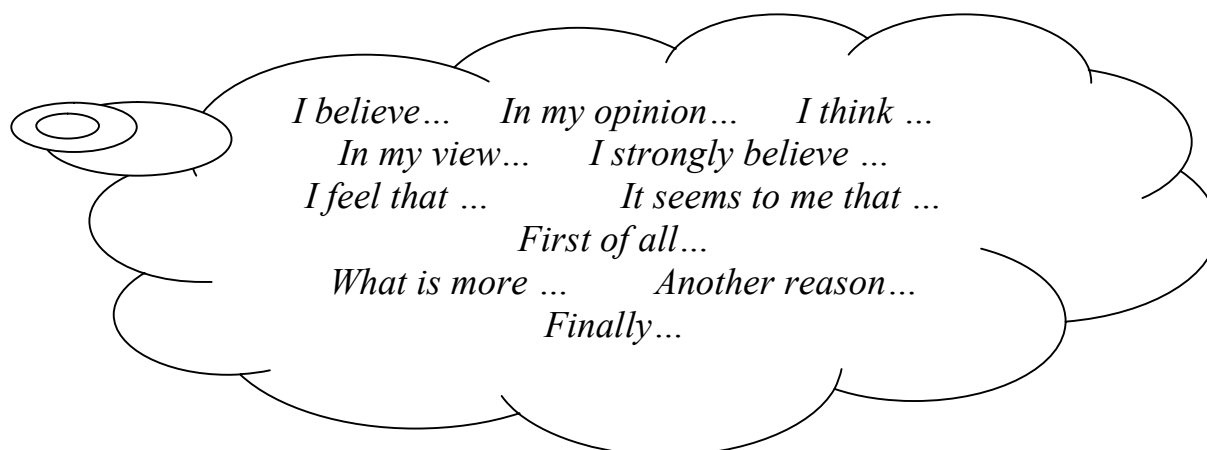 I believe… In my opinion… I think …
In my view… I strongly believe …
I feel that … It seems to me that …
First of all…
What is more … Another reason…
Finally…